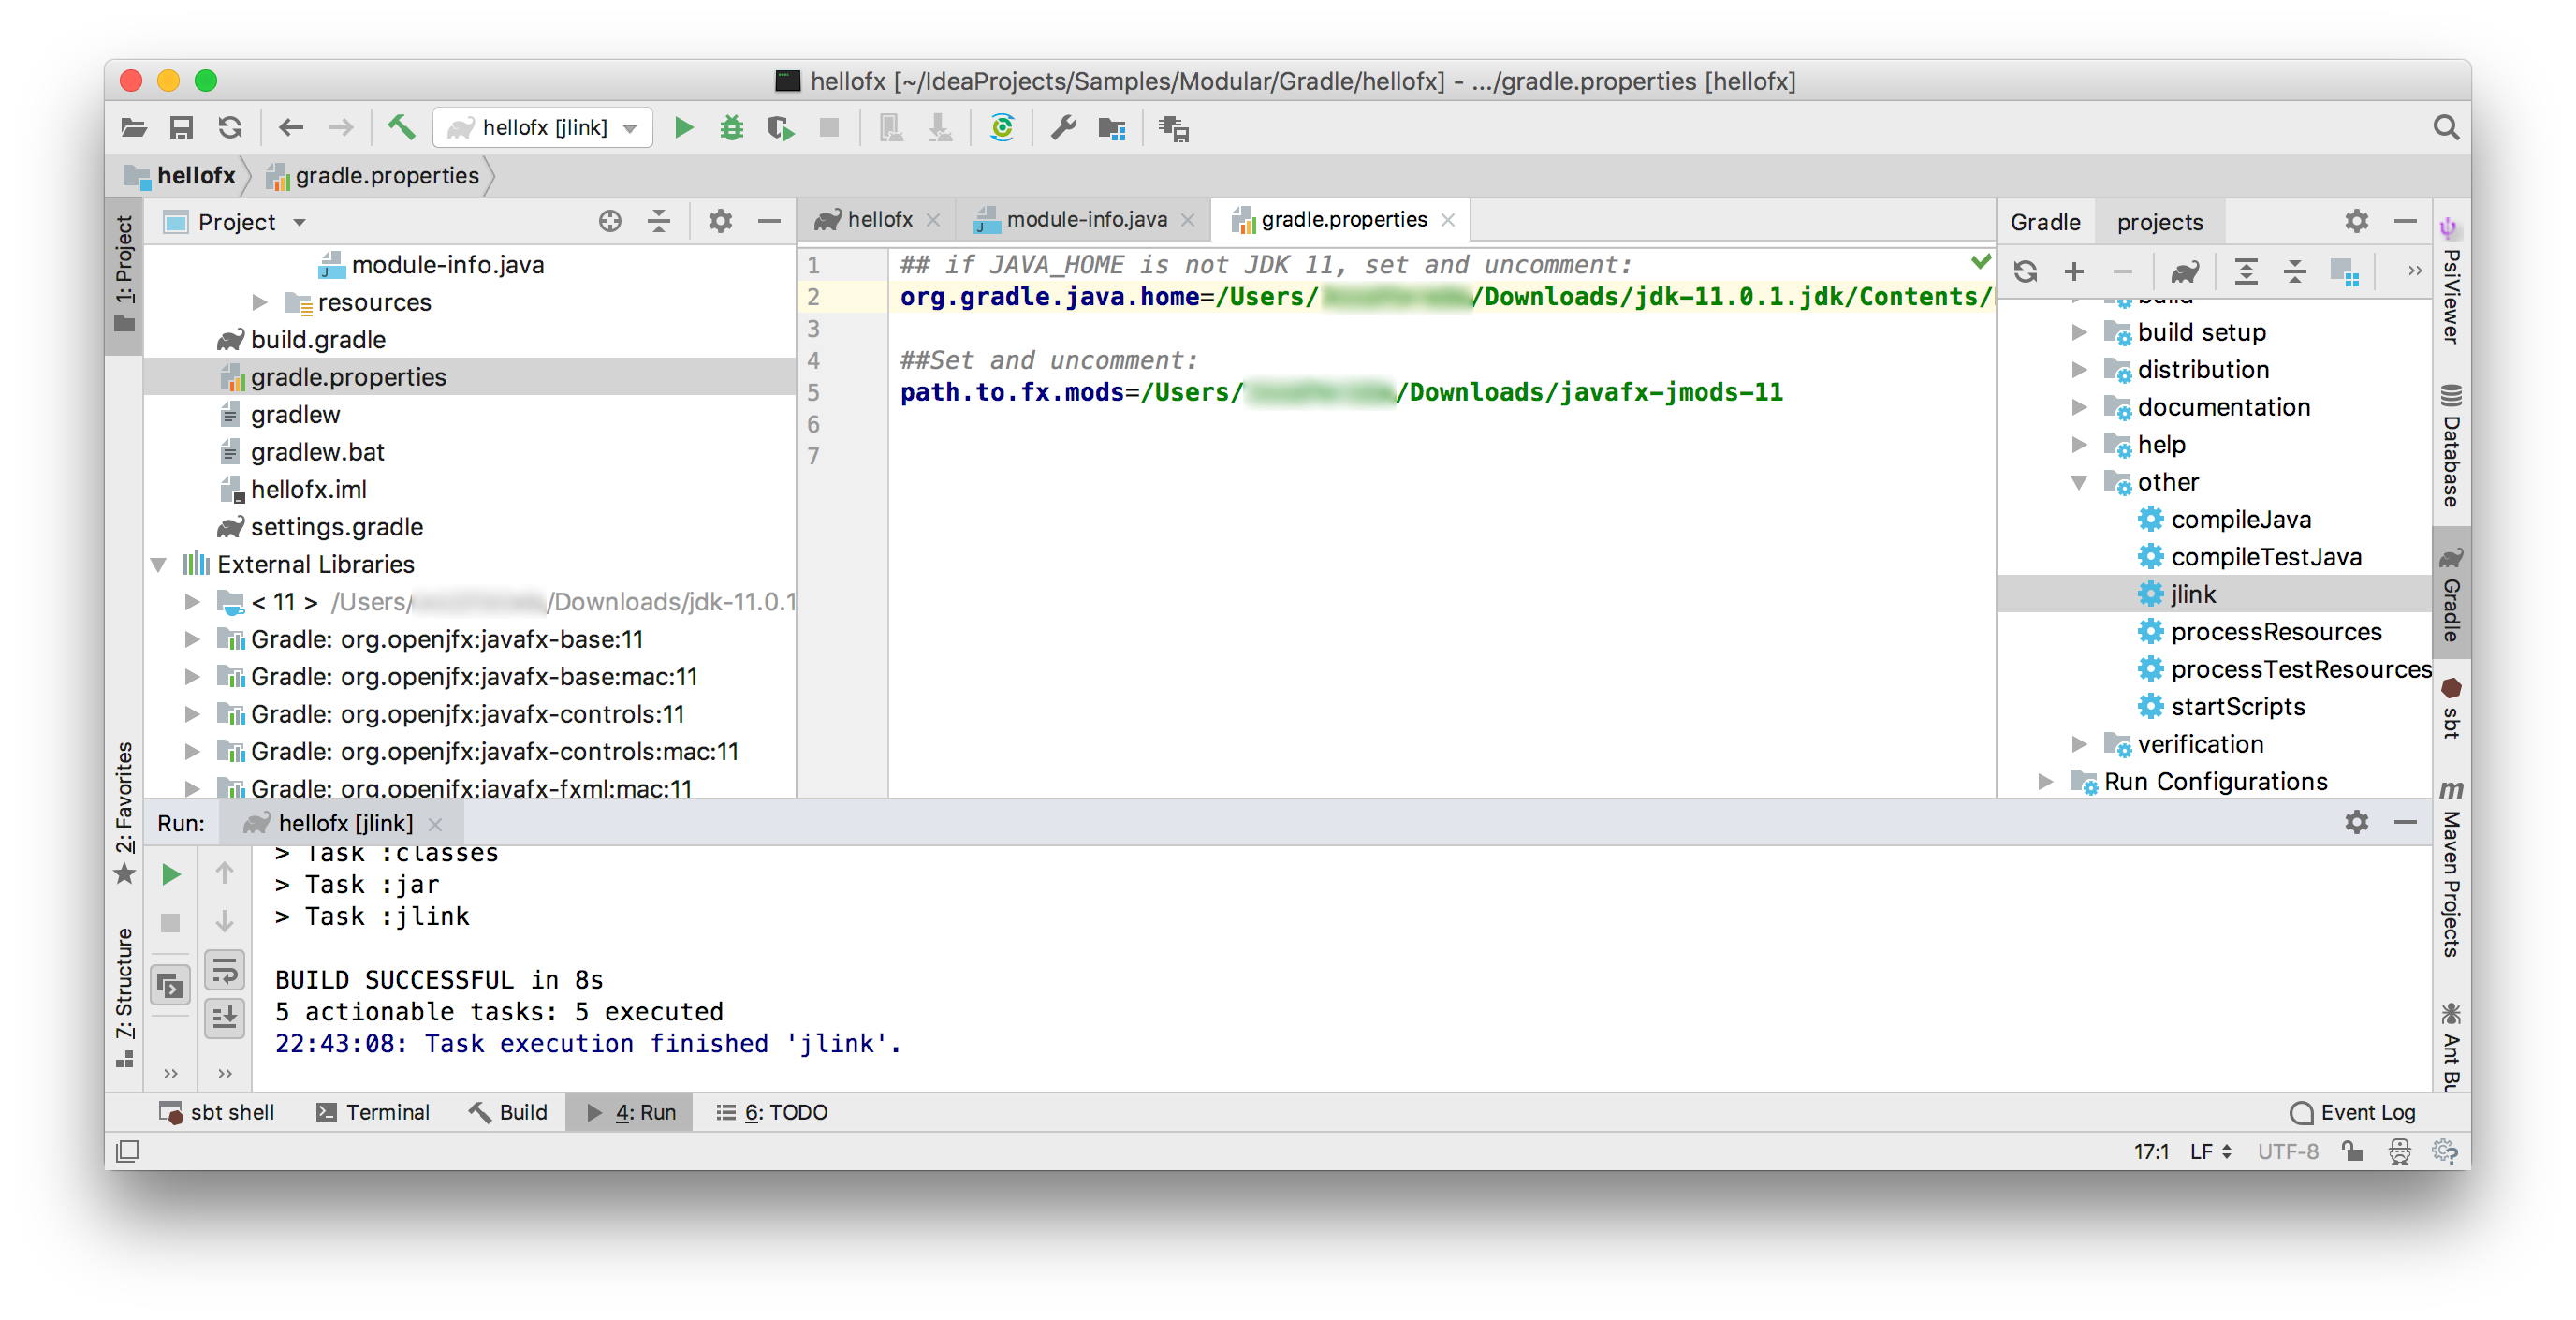 hellofx [~/IdeaProjects/Samples/Modular/Gradle/hellofx] - .../gradle.properties [hellofx]
hellofx [jlink]
hellofx gradle.properties
1: Project
2: Favorites
7: Structure
Project
module-info.java
resources
build.gradle
gradle.properties
gradlew
gradlew.bat
hellofx.iml
settings.gradle
External Libraries
< 11 > /Users/ /Downloads/jdk-11.0.1
Gradle: org.openjfx:javafx-base:11
Gradle: org.openjfx:javafx-base:mac:11
Gradle: org.openjfx:javafx-controls:11
Gradle: org.openjfx:javafx-controls:mac:11
Gradle: org.openjfx:javafx-fxml:mac:11
hellofx module-info.java gradle.properties
1 ## if JAVA_HOME is not JDK 11, set and uncomment:
2 org.gradle.java.home=/Users/ /Downloads/jdk-11.0.1.jdk/Contents/
3
4 ##Set and uncomment:
5 path.to.fx.mods=/Users/ /Downloads/javafx-jmods-11
6
7
Gradle projects
build
build setup
distribution
documentation
help
other
compileJava
compileTestJava
jlink
processResources
processTestResources
startScripts
verification
Run Configurations
PsiViewer
Database
Gradle
sbt
Maven Projects
Ant Bu
Run: hellofx [jlink]
> Task :classes
> Task :jar
> Task :jlink
BUILD SUCCESSFUL in 8s
5 actionable tasks: 5 executed
22:43:08: Task execution finished 'jlink'.
sbt shell Terminal Build 4: Run 6: TODO Event Log
17:1 LF UTF-8